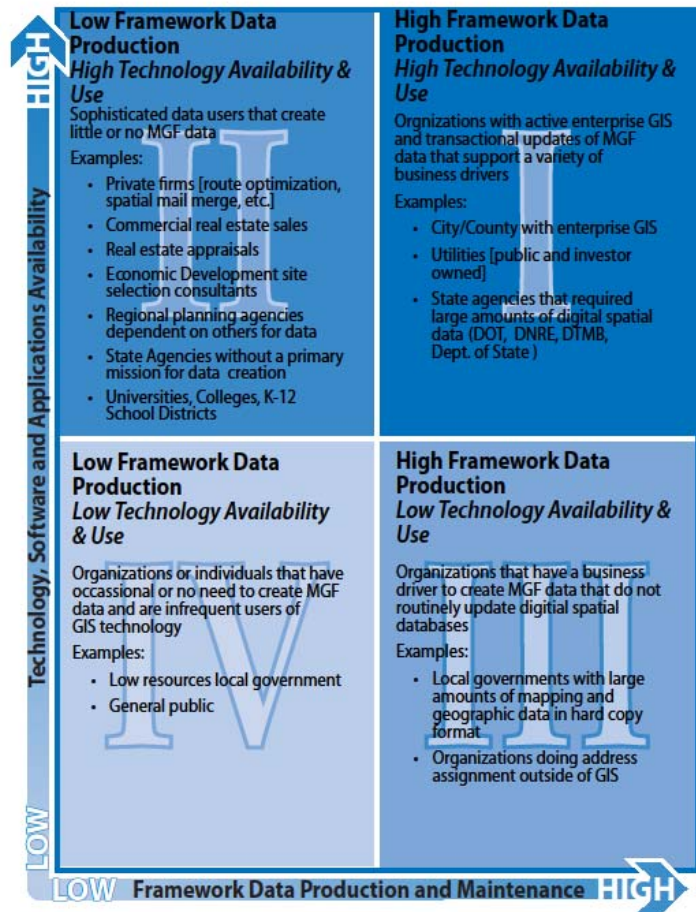 HIGH
Technology, Software and Applications Availability
LOW
Low Framework Data
Production
High Technology Availability &
Use
Sophisticated data users that create
little or no MGF data
Examples:
• Private firms [route optimization,
spatial mail merge, etc.]
• Commercial real estate sales
• Real estate appraisals
• Economic Development site
selection consultants
• Regional planning agencies
dependent on others for data
• State Agencies without a primary
mission for data creation
• Universities, Colleges, K-12
School Districts
II
High Framework Data
Production
High Technology Availability &
Use
Orgnizations with active enterprise GIS
and transactional updates of MGF
data that support a variety of
business drivers
Examples:
• City/County with enterprise GIS
• Utilities [public and investor
owned]
• State agencies that required
large amounts of digital spatial
data (DOT, DNRE, DTMB,
Dept. of State )
I
Low Framework Data
Production
Low Technology Availability
& Use
Organizations or individuals that have
occassional or no need to create MGF
data and are infrequent users of
GIS technology
Examples:
• Low resources local government
• General public
IV
High Framework Data
Production
Low Technology Availability &
Use
Organizations that have a business
driver to create MGF data that do not
routinely update digitial spatial
databases
Examples:
• Local governments with large
amounts of mapping and
geographic data in hard copy
format
• Organizations doing address
assignment outside of GIS
III
LOW Framework Data Production and Maintenance HIGH